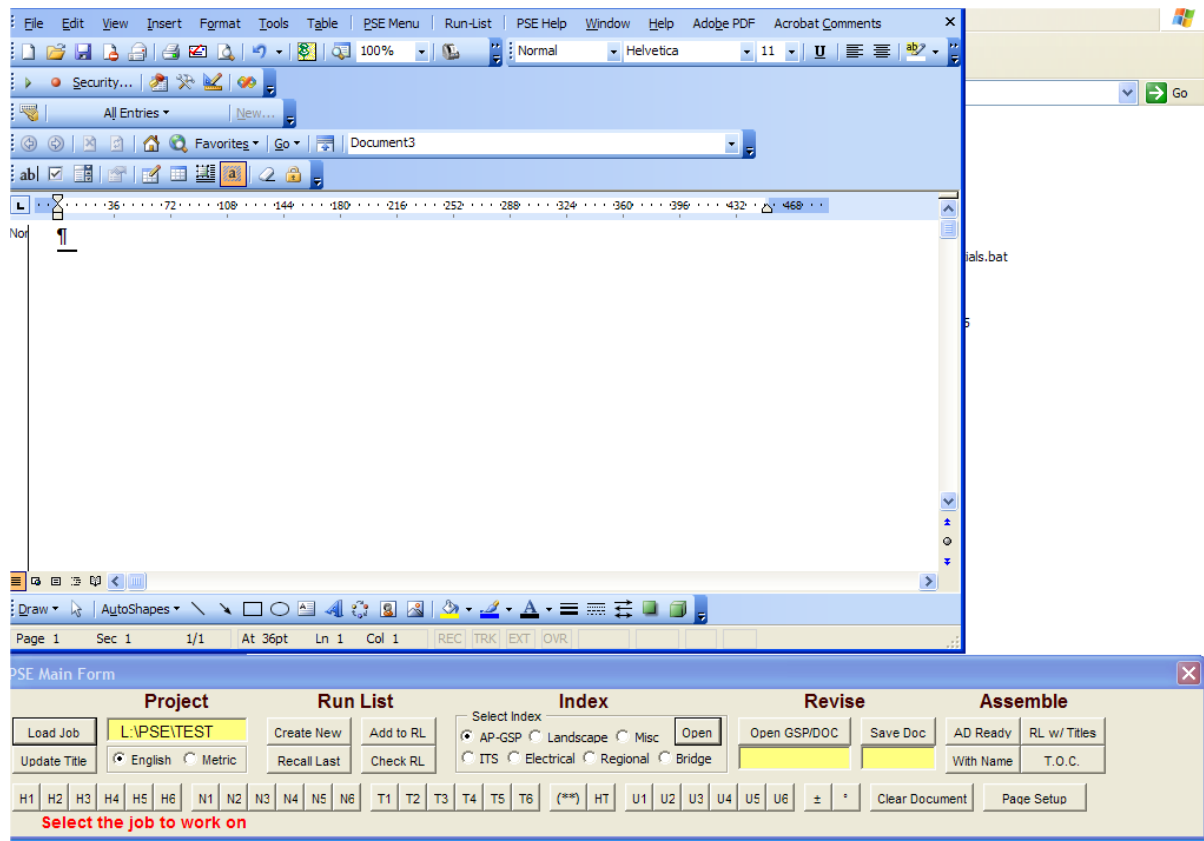 File Edit View Insert Format Tools Table PSE Menu Run-List PSE Help Window Help Adobe PDF Acrobat Comments
100% Normal Helvetica 11 U
Security...
All Entries New...
Go
Favorites Go Document3
ab| a
L 36 72 108 144 180 216 252 288 324 360 396 432 468
Nor ¶
ials.bat
5
Draw AutoShapes A
Page 1 Sec 1 1/1 At 36pt Ln 1 Col 1 REC TRK EXT OVR
PSE Main Form
Project Run List Index Revise Assemble
Select Index
Load Job L:\PSE\TEST Create New Add to RL AP-GSP Landscape Misc Open Open GSP/DOC Save Doc AD Ready RL w/ Titles
Update Title English Metric Recall Last Check RL ITS Electrical Regional Bridge With Name T.O.C.
H1 H2 H3 H4 H5 H6 N1 N2 N3 N4 N5 N6 T1 T2 T3 T4 T5 T6 (**) HT U1 U2 U3 U4 U5 U6 ± ° Clear Document Page Setup
Select the job to work on